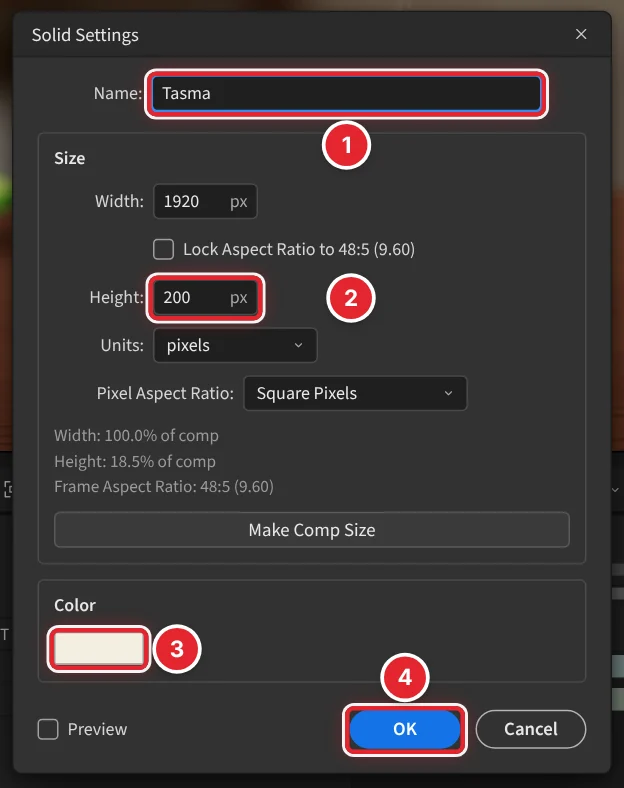 Solid Settings
Name: Tasma
1
Size
Width: 1920 px
Lock Aspect Ratio to 48:5 (9.60)
Height: 200 px
2
Units: pixels
Pixel Aspect Ratio: Square Pixels
Width: 100.0% of comp
Height: 18.5% of comp
Frame Aspect Ratio: 48:5 (9.60)
Make Comp Size
Color
T
3
4
Preview
OK
Cancel